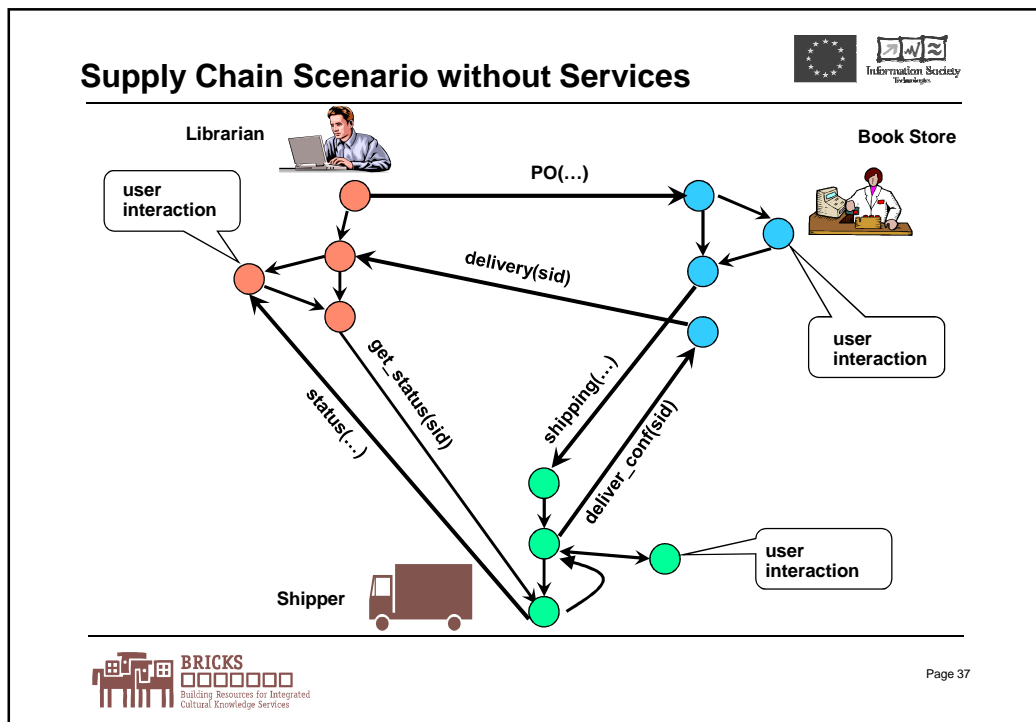 Supply Chain Scenario without Services
Information Society
Technologies
Librarian
Book Store
PO(…)
user
interaction
delivery(sid)
user
interaction
get_status(sid)
status(…)
shipping(…)
deliver_conf(sid)
user
interaction
Shipper
BRICKS
Building Resources for Integrated
Cultural Knowledge Services
Page 37